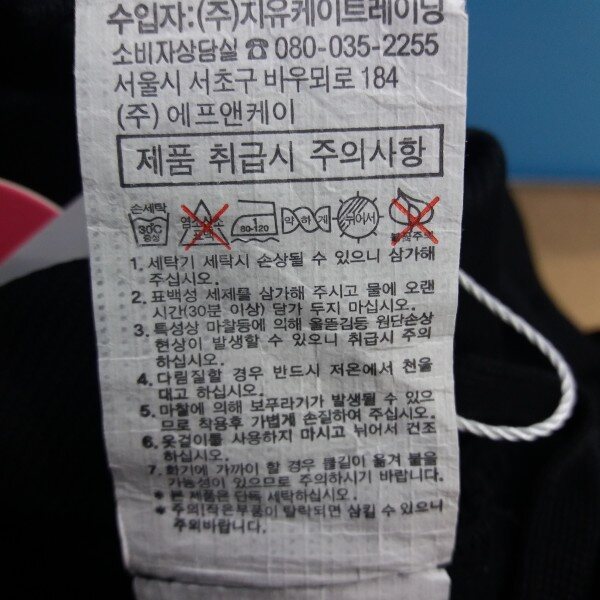 수입자:(주)지유케이트레이닝
소비자상담실 ☎ 080-035-2255
서울시 서초구 바우뫼로 184
(주) 에프앤케이
제품 취급시 주의사항
손세탁
30℃
중성
염소
표백
1
80-120
약하게
뉘어서
1. 세탁기 세탁시 손상될 수 있으니 삼가해
주십시오.
2. 표백성 세제를 삼가해 주시고 물에 오랜
시간(30분 이상) 담가 두지 마십시오.
3. 특성상 마찰등에 의해 올뜯김등 원단손상
현상이 발생할 수 있으니 취급시 주의
하십시오.
4. 다림질할 경우 반드시 저온에서 천을
대고 하십시오.
5. 마찰에 의해 보푸라기가 발생될 수 있으
므로 착용후 가볍게 손질하여 주십시오.
6. 옷걸이를 사용하지 마시고 뉘어서 건조
하십시오.
7. 화기에 가까이 할 경우 불길이 옮겨 붙을
가능성이 있으므로 주의하시기 바랍니다.
* 본 제품은 단독 세탁하십시오.
* 주의!작은부품이 탈락되면 삼킬 수 있으니
주의바랍니다.